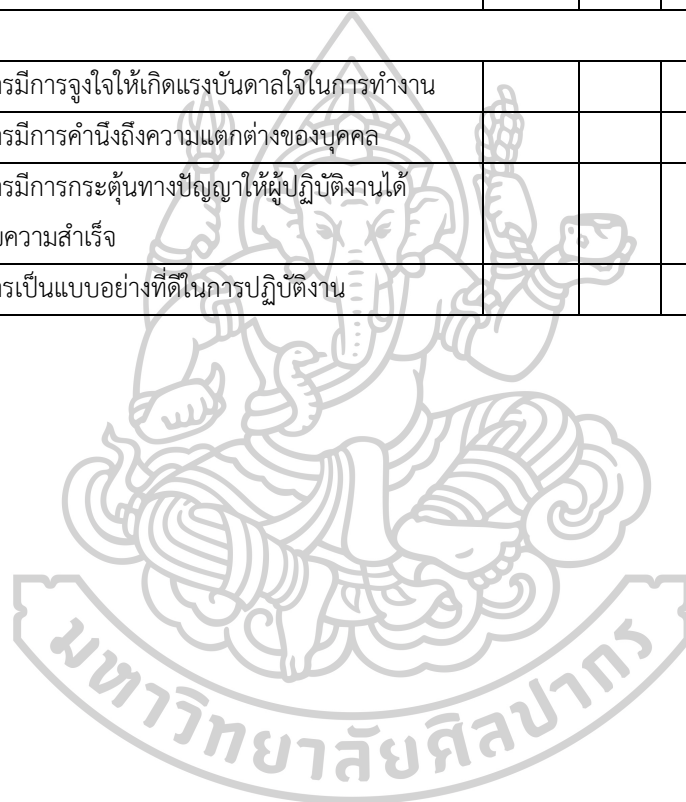 รมีการจูงใจให้เกิดแรงบันดาลใจในการทำงาน
รมีการคำนึงถึงความแตกต่างของบุคคล
รมีการกระตุ้นทางปัญญาให้ผู้ปฏิบัติงานได้
ความสำเร็จ
รเป็นแบบอย่างที่ดีในการปฏิบัติงาน
มหาวิทยาลัยศิลปากร